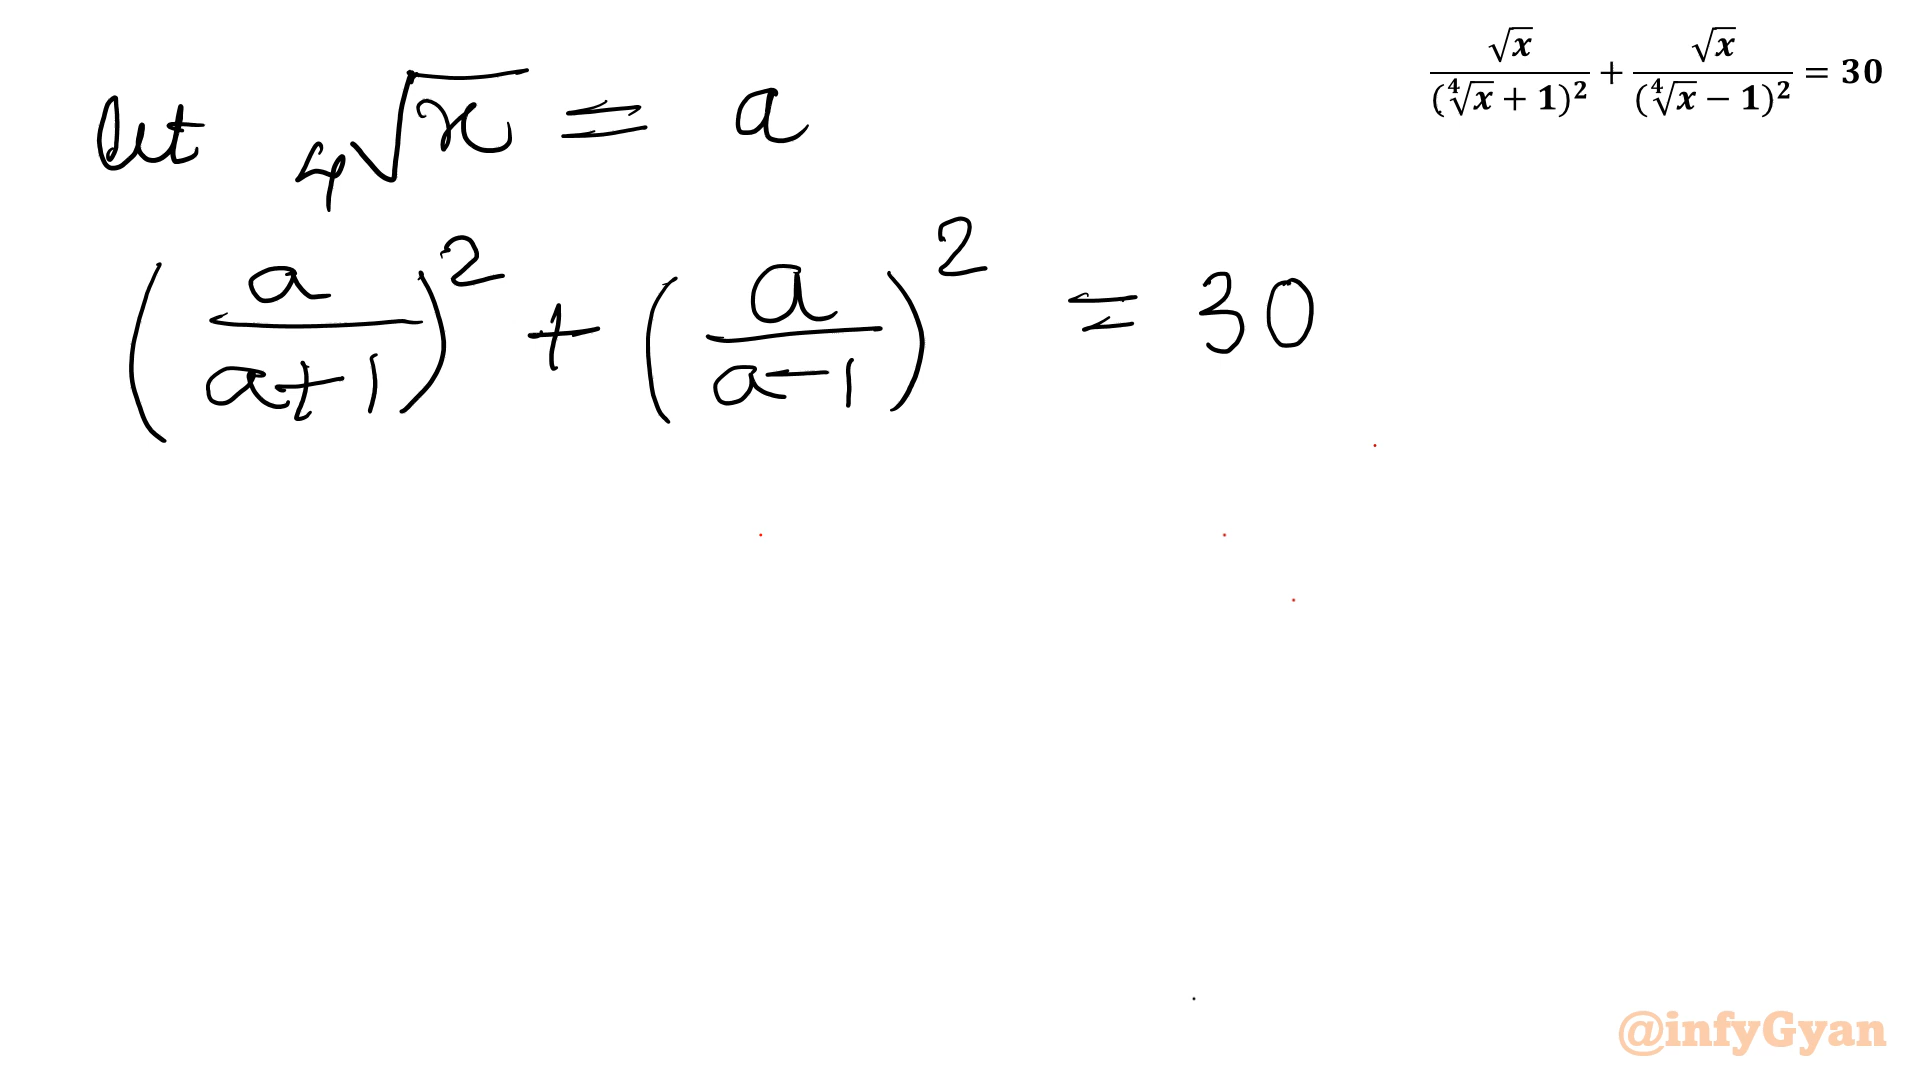 √x/(∜x + 1)² + √x/(∜x − 1)² = 30
Let ∜x = a
(a/(a+1))² + (a/(a−1))² = 30
@infyGyan